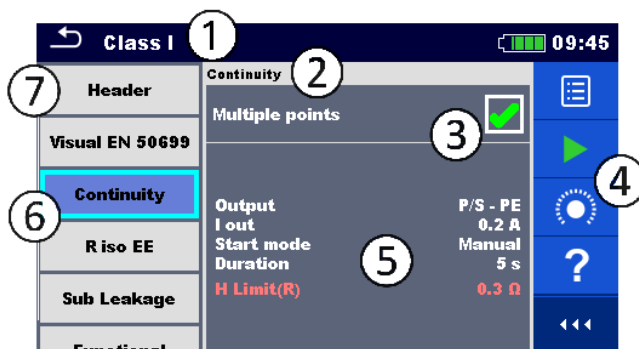 Class I
1
09:45
7
Header
Visual EN 50699
6
Continuity
R iso EE
Sub Leakage
Functional
Continuity
2
Multiple points
3
Output P/S - PE
I out 0.2 A
Start mode Manual
Duration 5 s
H Limit(R) 0.3 Ω
5
4
?